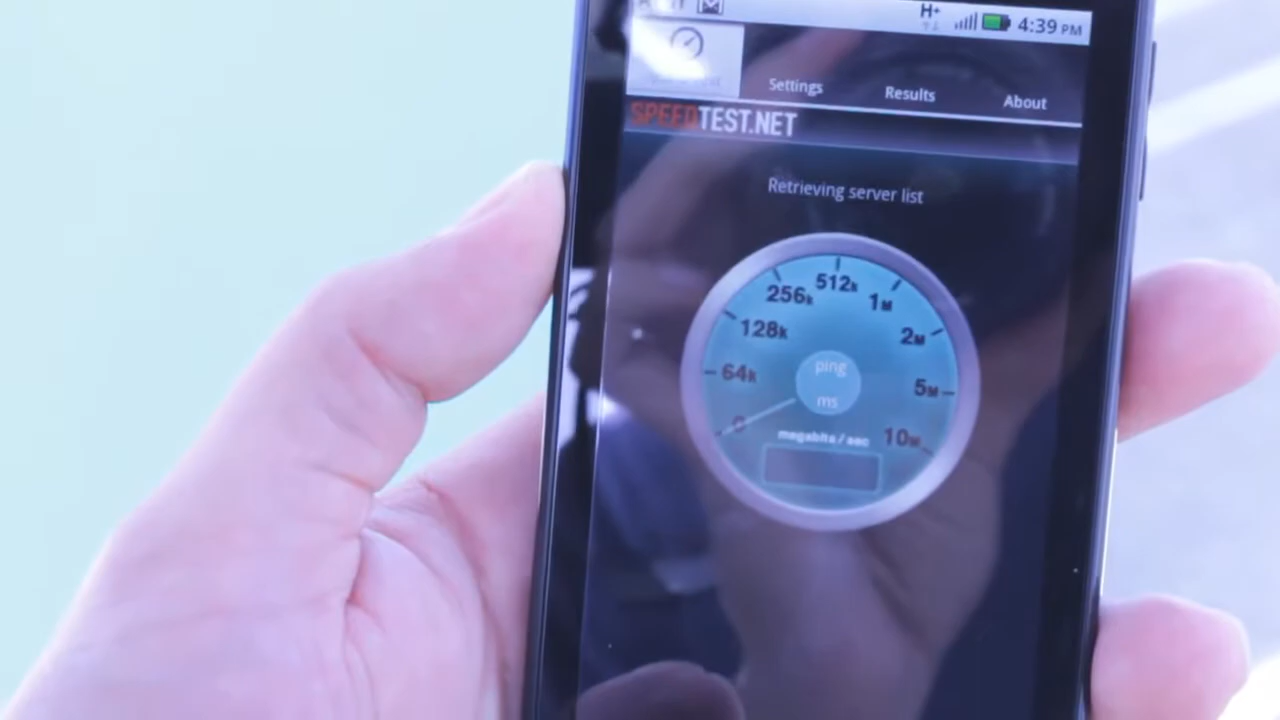 H+ 4:39 PM
Settings Results About
SPEEDTEST.NET
Retrieving server list
512k
256k 1M
128k 2M
ping
64k 5M
ms
0
megabits / sec 10M